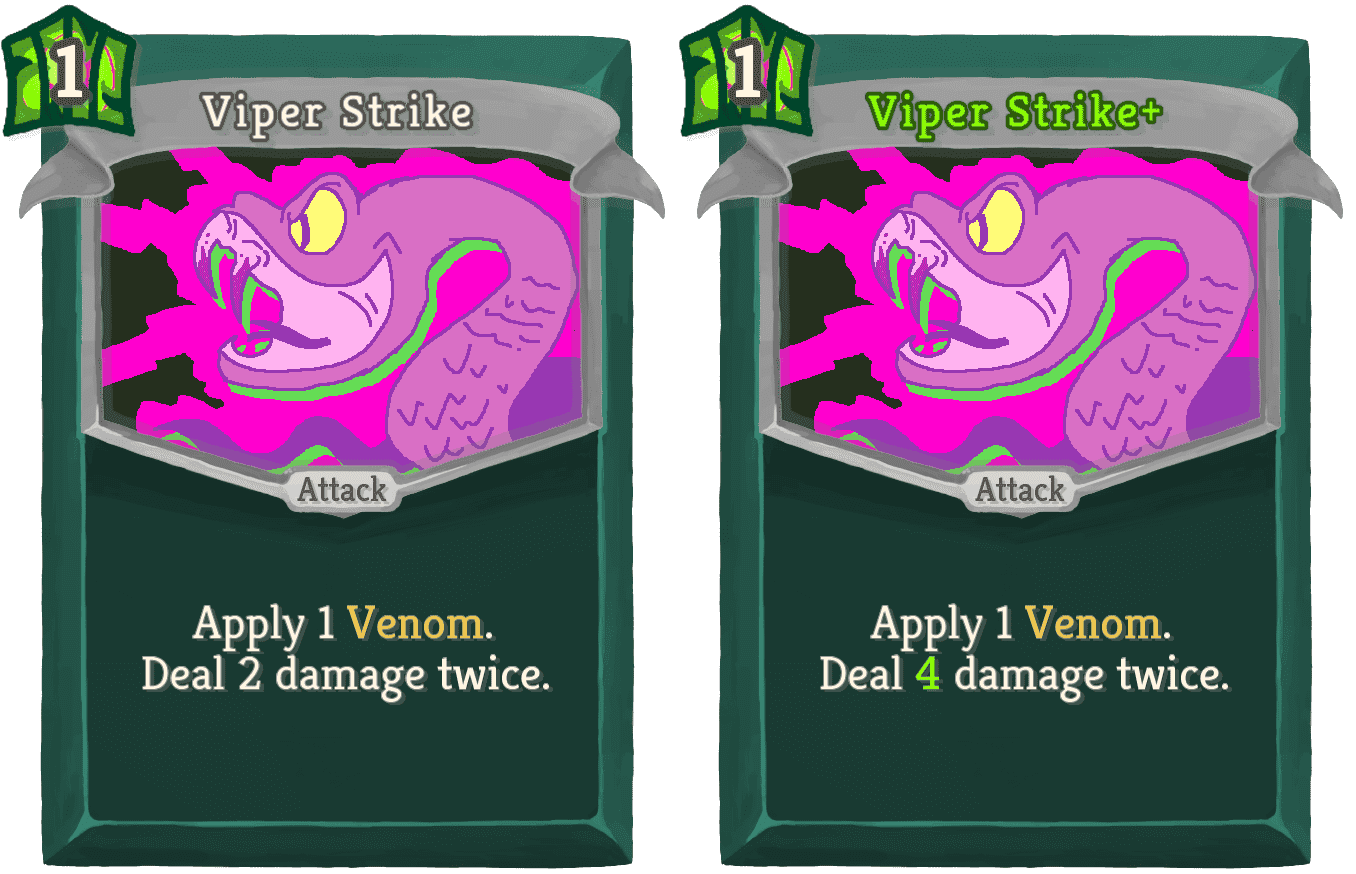 1
Viper Strike
Attack
Apply 1 Venom.
Deal 2 damage twice.
1
Viper Strike+
Attack
Apply 1 Venom.
Deal 4 damage twice.